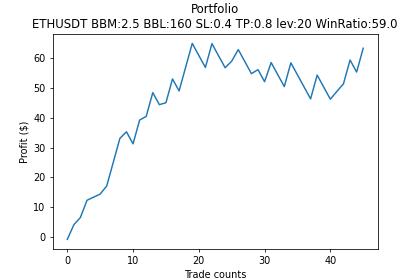 Portfolio
ETHUSDT BBM:2.5 BBL:160 SL:0.4 TP:0.8 lev:20 WinRatio:59.0
Profit ($)
60
50
40
30
20
10
0
0 10 20 30 40
Trade counts